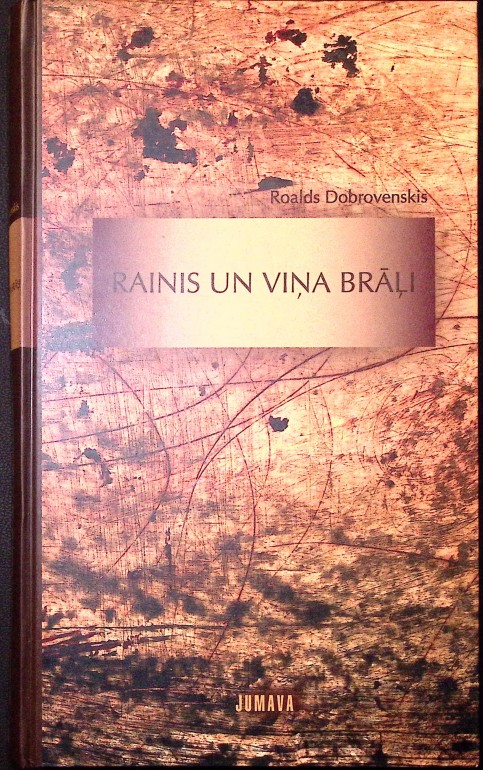 Roalds Dobrovenskis
RAINIS UN VIŅA BRĀĻI
JUMAVA